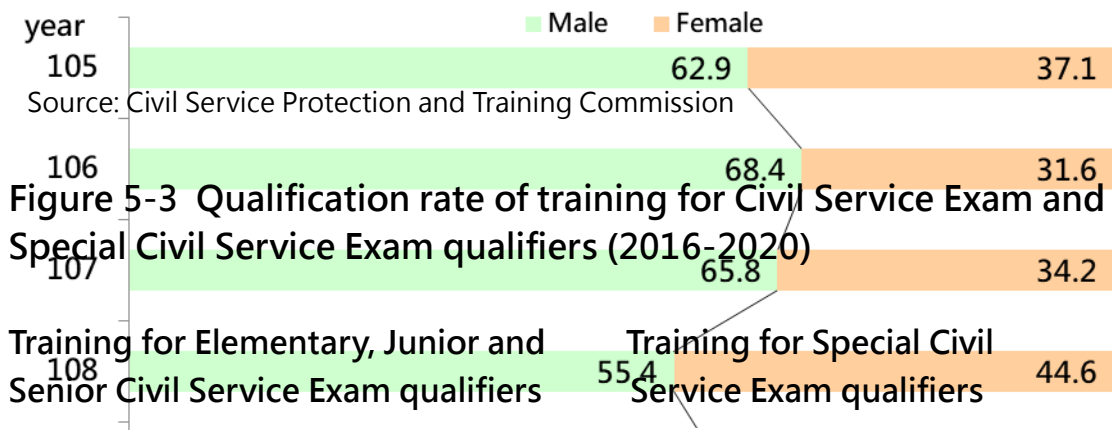 year
Male Female
105 62.9 37.1
Source: Civil Service Protection and Training Commission
106 68.4 31.6
Figure 5-3 Qualification rate of training for Civil Service Exam and
Special Civil Service Exam qualifiers (2016-2020)
107 65.8 34.2
Training for Elementary, Junior and
Senior Civil Service Exam qualifiers
Training for Special Civil
Service Exam qualifiers
108 55.4 44.6